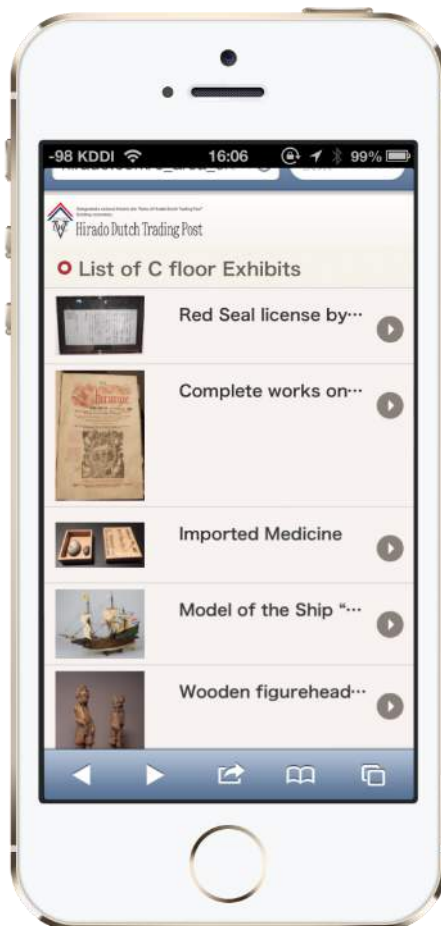 -98 KDDI 16:06 99%
Hirado Dutch Trading Post
List of C floor Exhibits
Red Seal license by…
Complete works on…
Imported Medicine
Model of the Ship “…
Wooden figurehead…